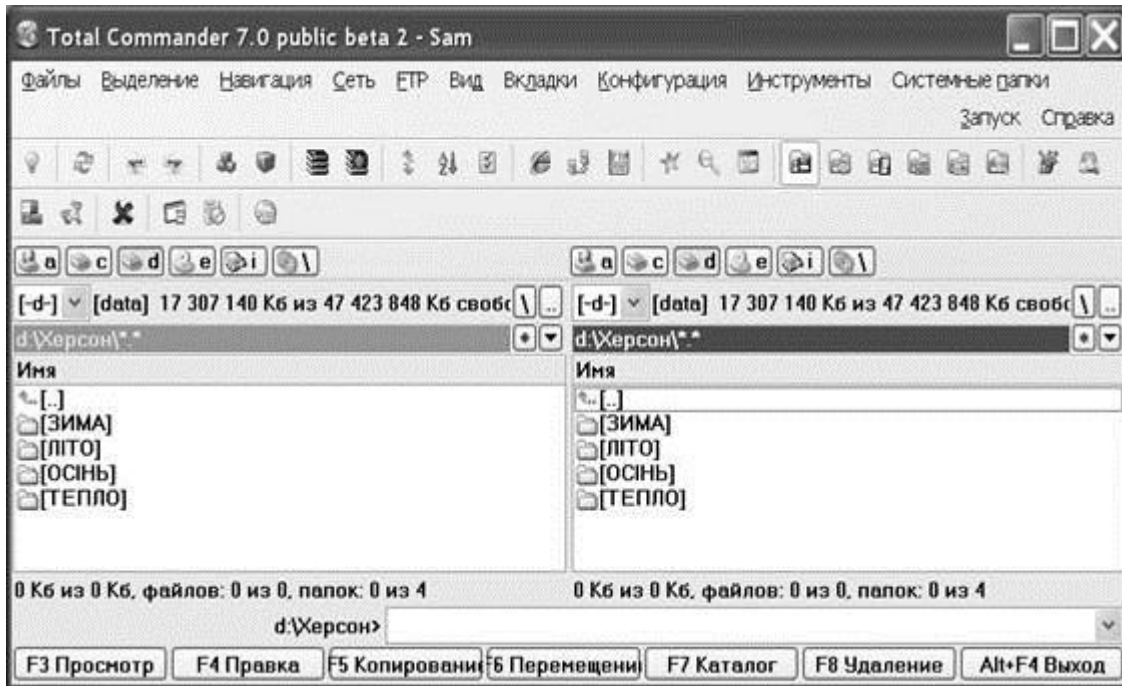 Total Commander 7.0 public beta 2 - Sam
Файлы Выделение Навигация Сеть FTP Вид Вкладки Конфигурация Инструменты Системные папки
Запуск Справка
a c d e i \ a c d e i \
[-d-] [data] 17 307 140 Кб из 47 423 848 Кб свобо \ .. [-d-] [data] 17 307 140 Кб из 47 423 848 Кб свобо \ ..
d:\Херсон\*.* * d:\Херсон\*.* *
Имя Имя
[..] [..]
[ЗИМА] [ЗИМА]
[ЛІТО] [ЛІТО]
[ОСІНЬ] [ОСІНЬ]
[ТЕПЛО] [ТЕПЛО]
0 Кб из 0 Кб, файлов: 0 из 0, папок: 0 из 4 0 Кб из 0 Кб, файлов: 0 из 0, папок: 0 из 4
d:\Херсон>
F3 Просмотр F4 Правка F5 Копирование F6 Перемещени F7 Каталог F8 Удаление Alt+F4 Выход